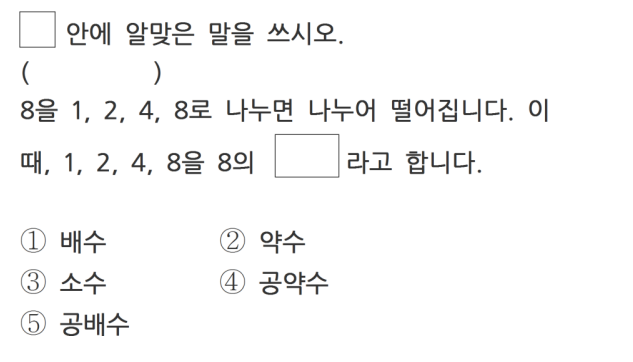 □ 안에 알맞은 말을 쓰시오.
(          )
8을 1, 2, 4, 8로 나누면 나누어 떨어집니다. 이
때, 1, 2, 4, 8을 8의 □ 라고 합니다.
① 배수 ② 약수
③ 소수 ④ 공약수
⑤ 공배수